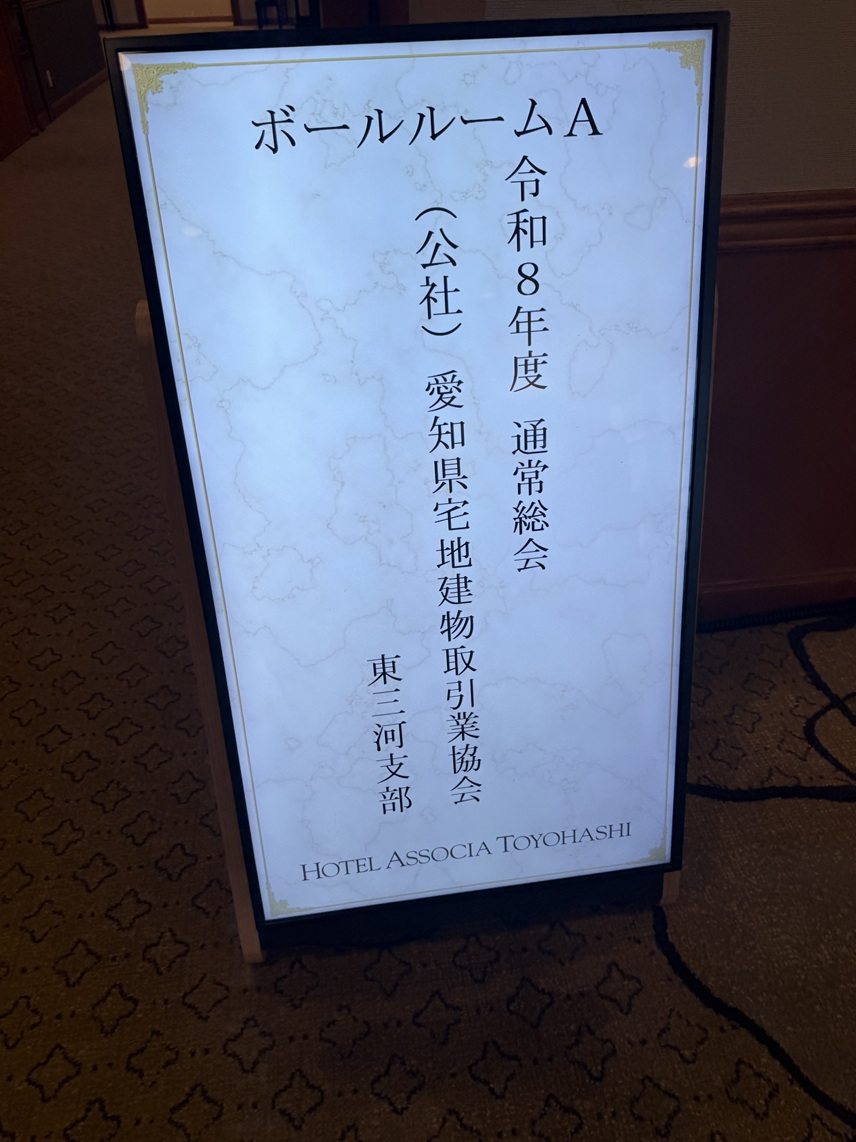 ボールルームA
令和8年度 通常総会
（公社）愛知県宅地建物取引業協会
東三河支部
HOTEL ASSOCIA TOYOHASHI